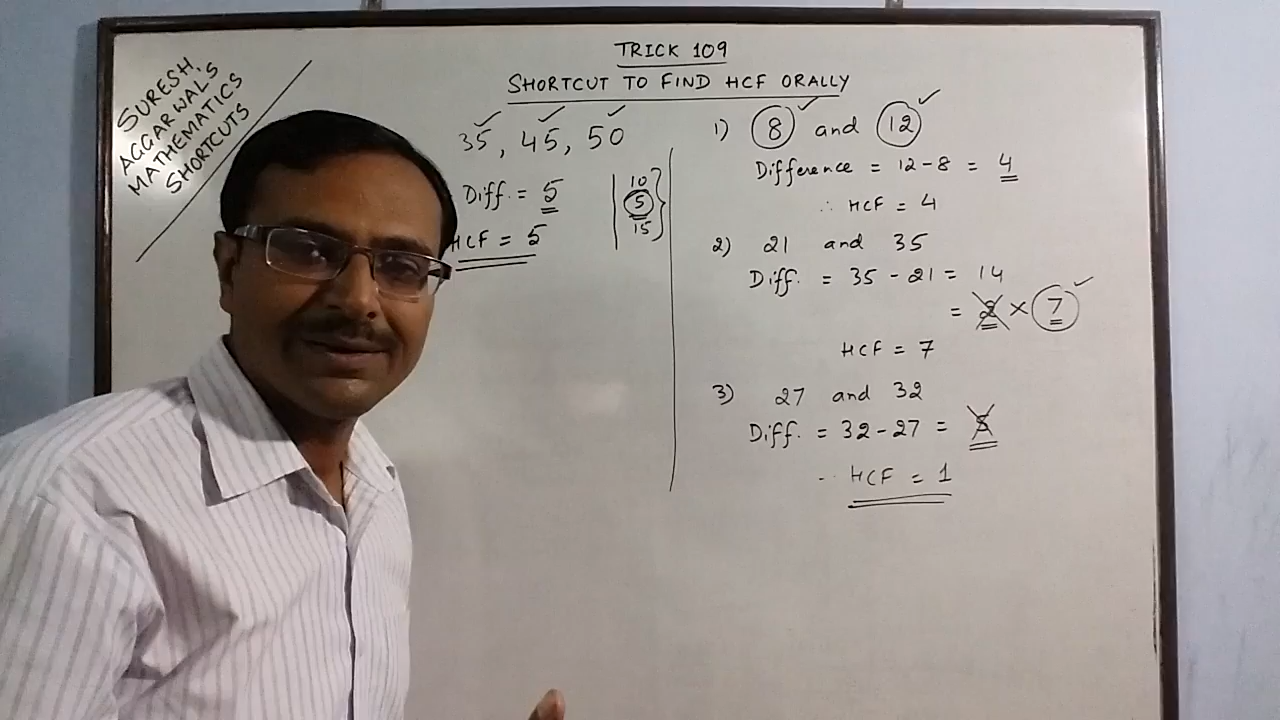 TRICK 109
SHORTCUT TO FIND HCF ORALLY
SURESH
AGGARWAL'S
MATHEMATICS
SHORTCUTS
35, 45, 50
Diff. = 5
HCF = 5
10
5
15
1) 8 and 12
Difference = 12-8 = 4
∴ HCF = 4
2) 21 and 35
Diff. = 35 - 21 = 14
= 2 × 7
HCF = 7
3) 27 and 32
Diff. = 32-27 = 5
∴ HCF = 1